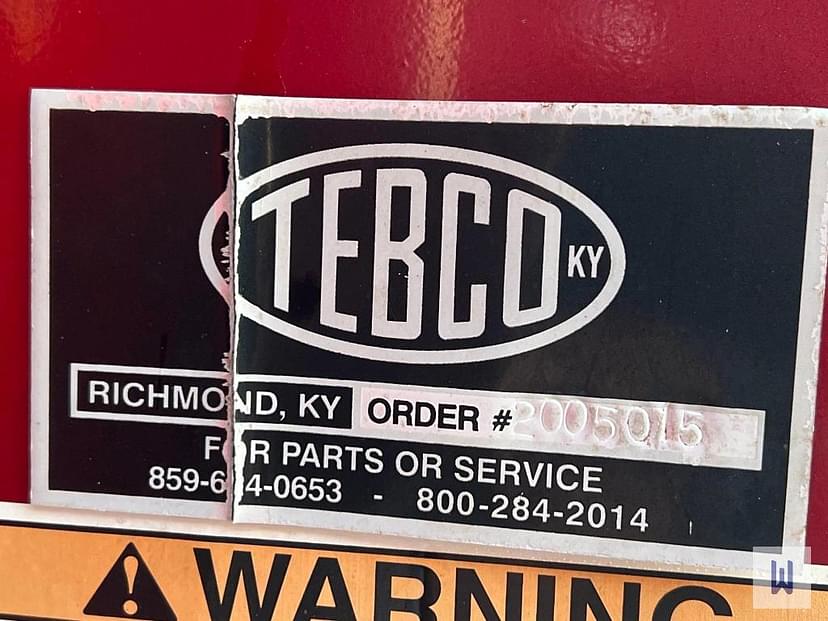 TEBCO KY
RICHMOND, KY ORDER #2005015
FOR PARTS OR SERVICE
800-284-2014
WARNING